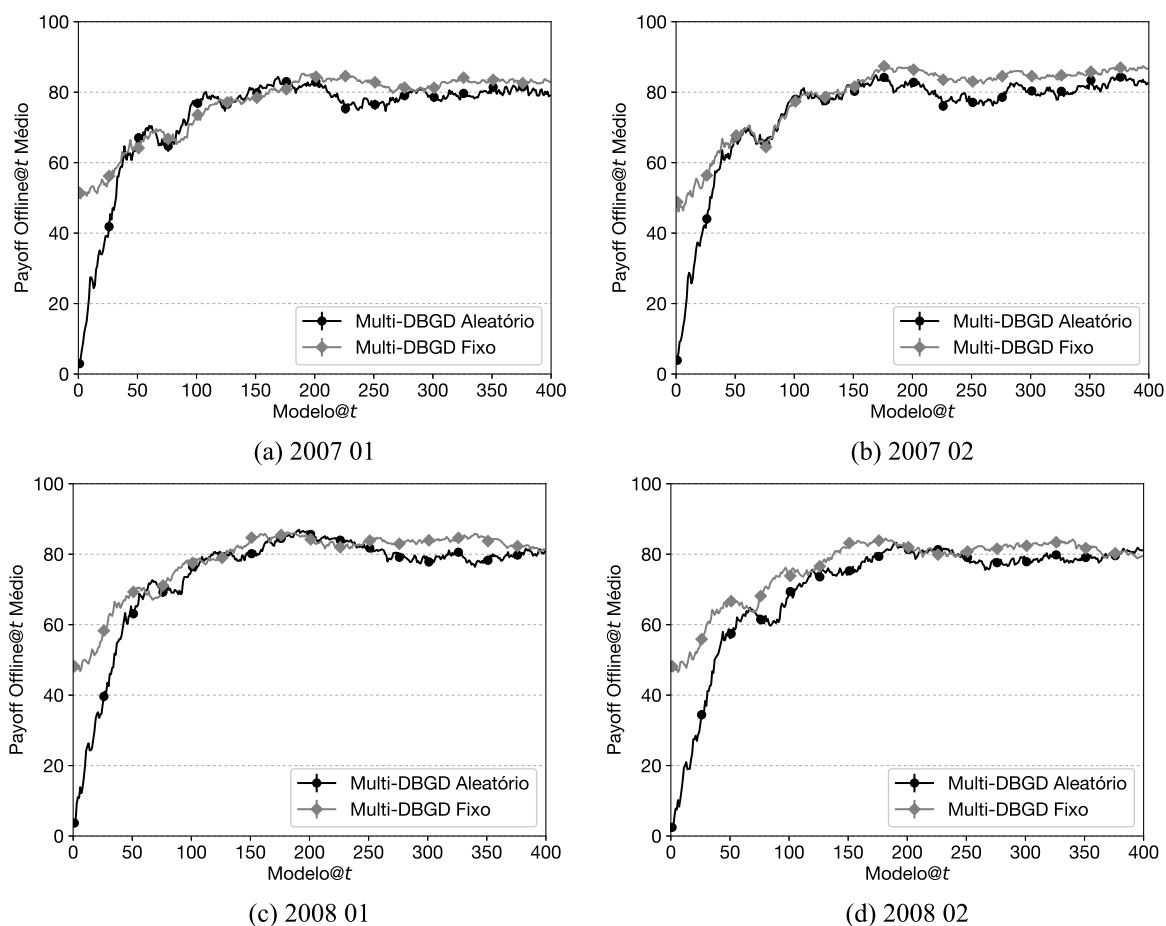 100
80
60
40
20
0
Payoff Offline@t Médio
Multi-DBGD Aleatório
Multi-DBGD Fixo
0 50 100 150 200 250 300 350 400
Modelo@t
(a) 2007 01
100
80
60
40
20
0
Payoff Offline@t Médio
Multi-DBGD Aleatório
Multi-DBGD Fixo
0 50 100 150 200 250 300 350 400
Modelo@t
(b) 2007 02
100
80
60
40
20
0
Payoff Offline@t Médio
Multi-DBGD Aleatório
Multi-DBGD Fixo
0 50 100 150 200 250 300 350 400
Modelo@t
(c) 2008 01
100
80
60
40
20
0
Payoff Offline@t Médio
Multi-DBGD Aleatório
Multi-DBGD Fixo
0 50 100 150 200 250 300 350 400
Modelo@t
(d) 2008 02